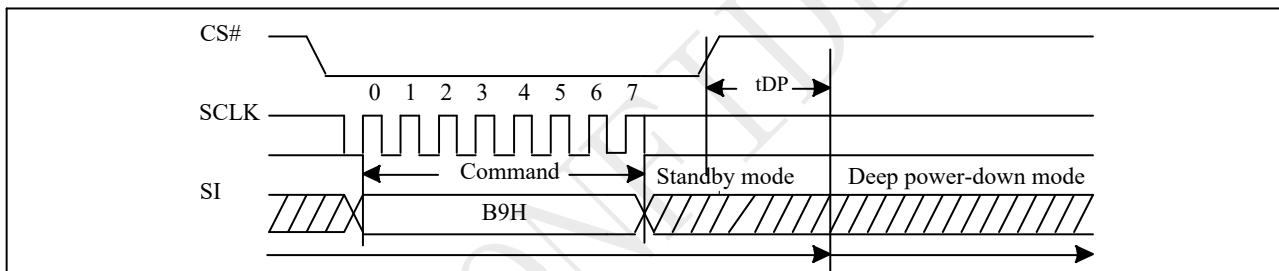 CS#
tDP
0 1 2 3 4 5 6 7
SCLK
Command
Standby mode
Deep power-down mode
SI
B9H